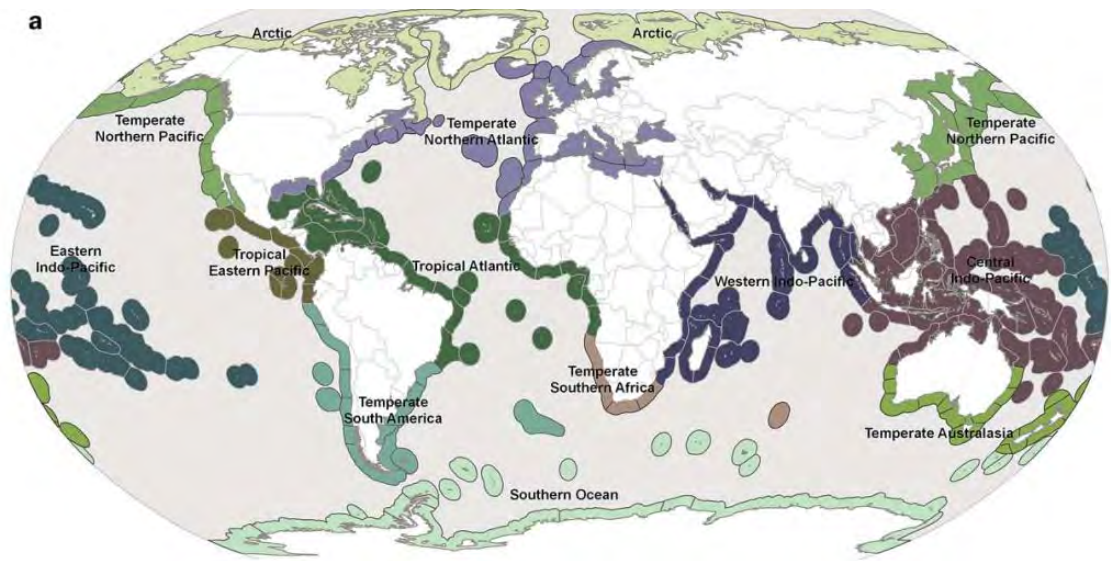 a
Arctic
Arctic
Temperate
Northern Pacific
Temperate
Northern Atlantic
Temperate
Northern Pacific
Eastern
Indo-Pacific
Tropical
Eastern Pacific
Tropical Atlantic
Western Indo-Pacific
Central
Indo-Pacific
Temperate
South America
Temperate
Southern Africa
Temperate Australasia
Southern Ocean